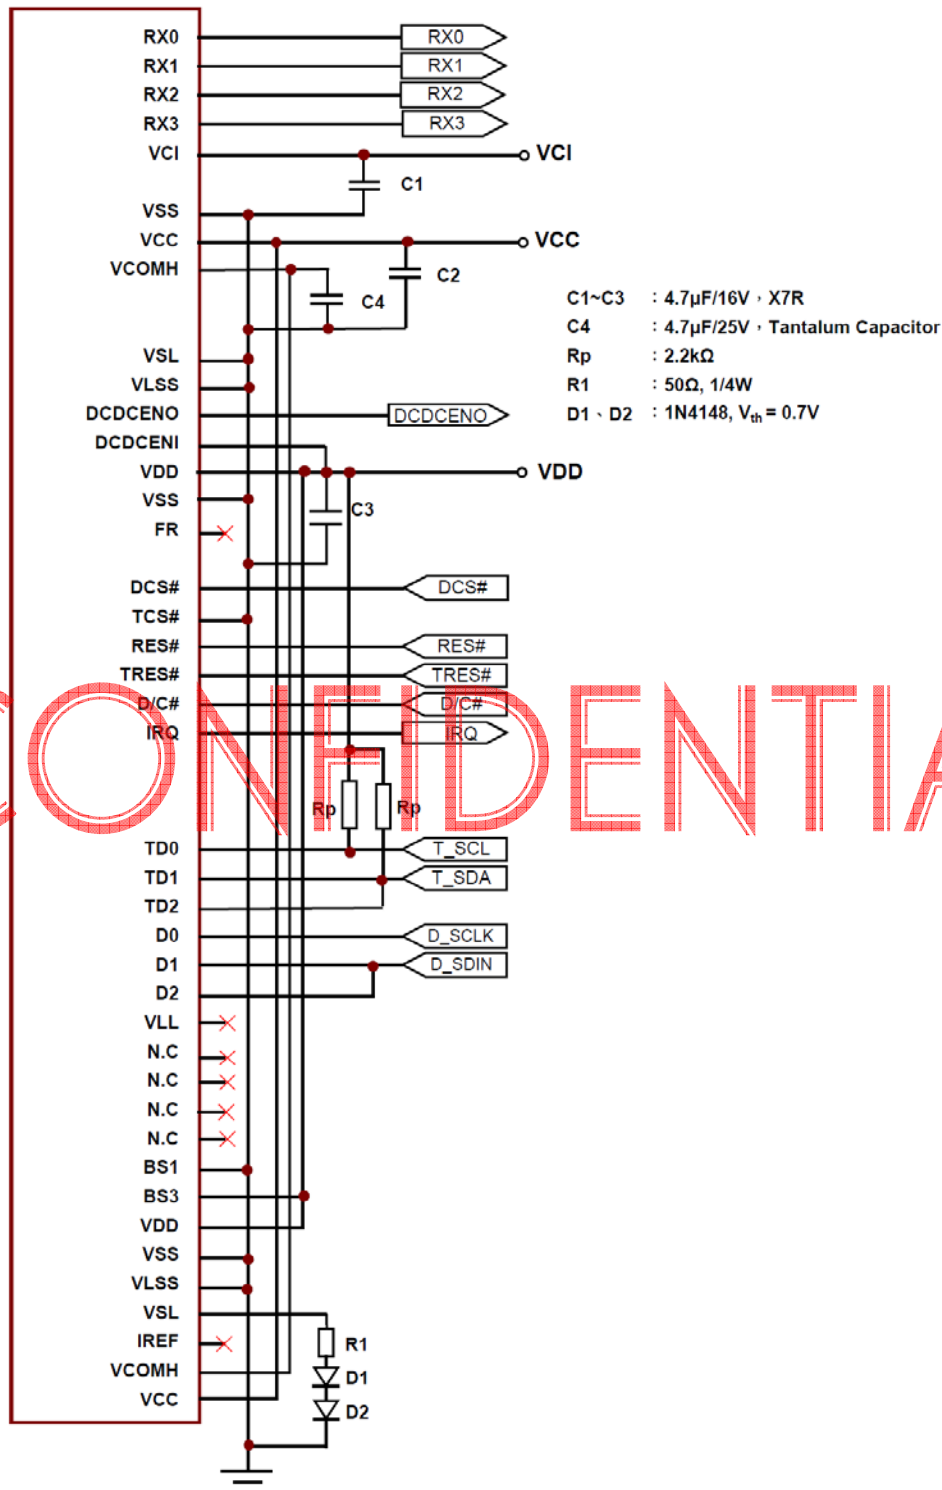 RX0 RX0
RX1 RX1
RX2 RX2
RX3 RX3
VCI VCI
C1
VSS
VCC VCC
VCOMH
C2
C4
C1~C3 : 4.7μF/16V, X7R
C4 : 4.7μF/25V, Tantalum Capacitor
VSL
Rp : 2.2kΩ
VLSS
R1 : 50Ω, 1/4W
DCDCENO DCDCENO
D1、D2 : 1N4148, Vth = 0.7V
DCDCENI
VDD VDD
VSS
C3
FR
DCS# DCS#
TCS#
RES# RES#
TRES# TRES#
D/C# D/C#
IRQ IRQ
CONFIDENTIA
Rp Rp
TD0 T_SCL
TD1 T_SDA
TD2
D0 D_SCLK
D1 D_SDIN
D2
VLL
N.C
N.C
N.C
N.C
BS1
BS3
VDD
VSS
VLSS
VSL
IREF R1
VCOMH D1
VCC D2